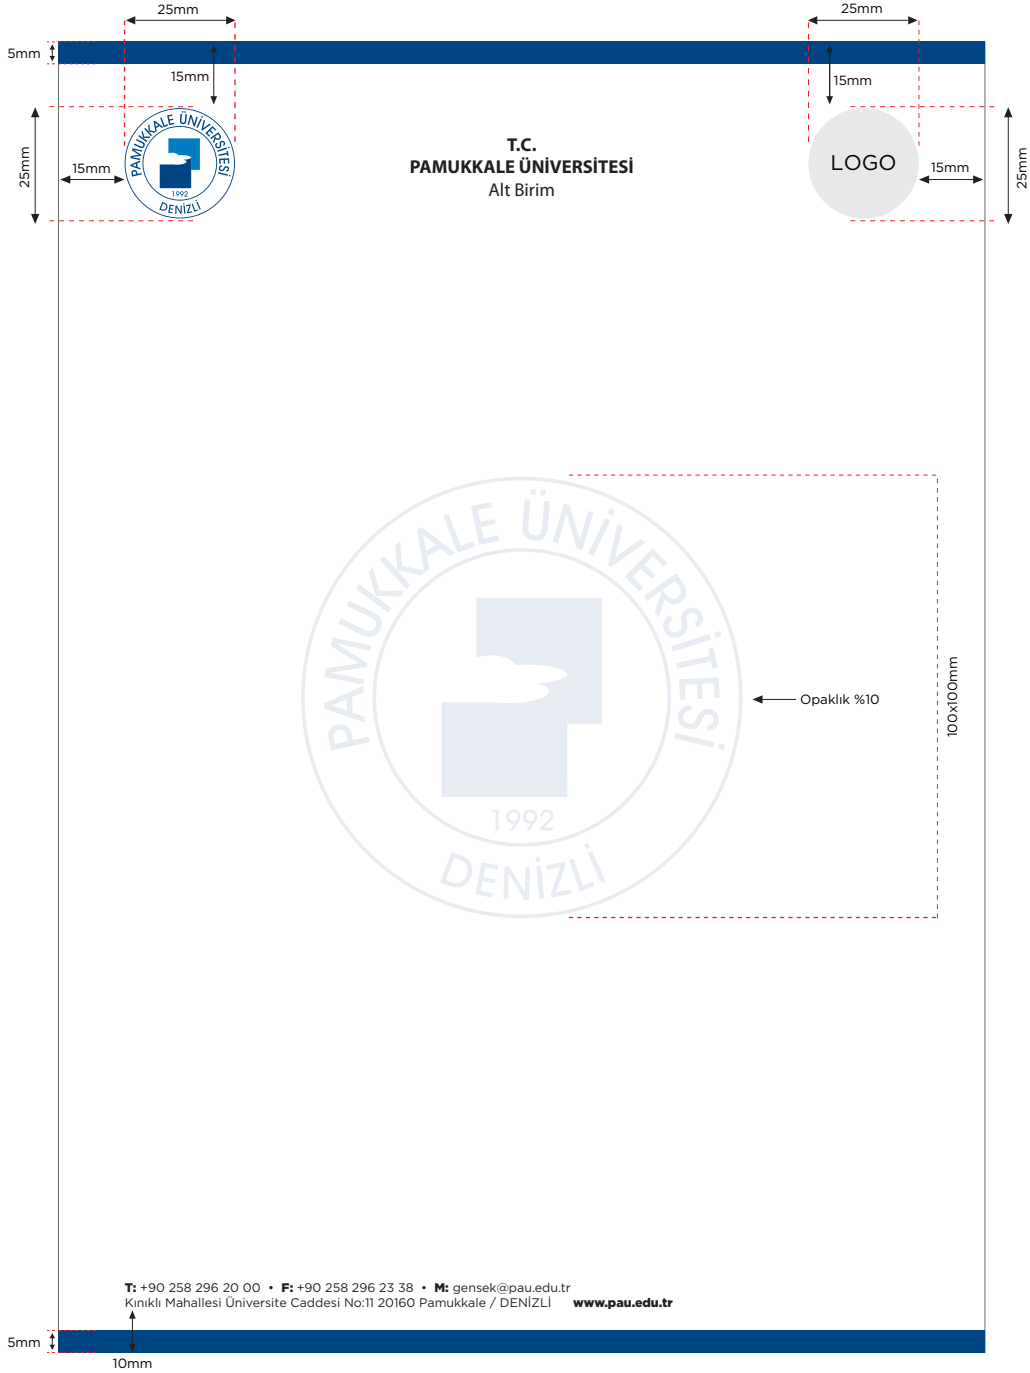 25mm
25mm
5mm
15mm
15mm
PAMUKKALE ÜNİVERSİTESİ
1992
DENİZLİ
25mm
15mm
T.C.
PAMUKKALE ÜNİVERSİTESİ
Alt Birim
LOGO
15mm
25mm
PAMUKKALE ÜNİVERSİTESİ
1992
DENİZLİ
Opaklık %10
100x100mm
T: +90 258 296 20 00 • F: +90 258 296 23 38 • M: gensek@pau.edu.tr
Kınıklı Mahallesi Üniversite Caddesi No:11 20160 Pamukkale / DENİZLİ www.pau.edu.tr
5mm
10mm